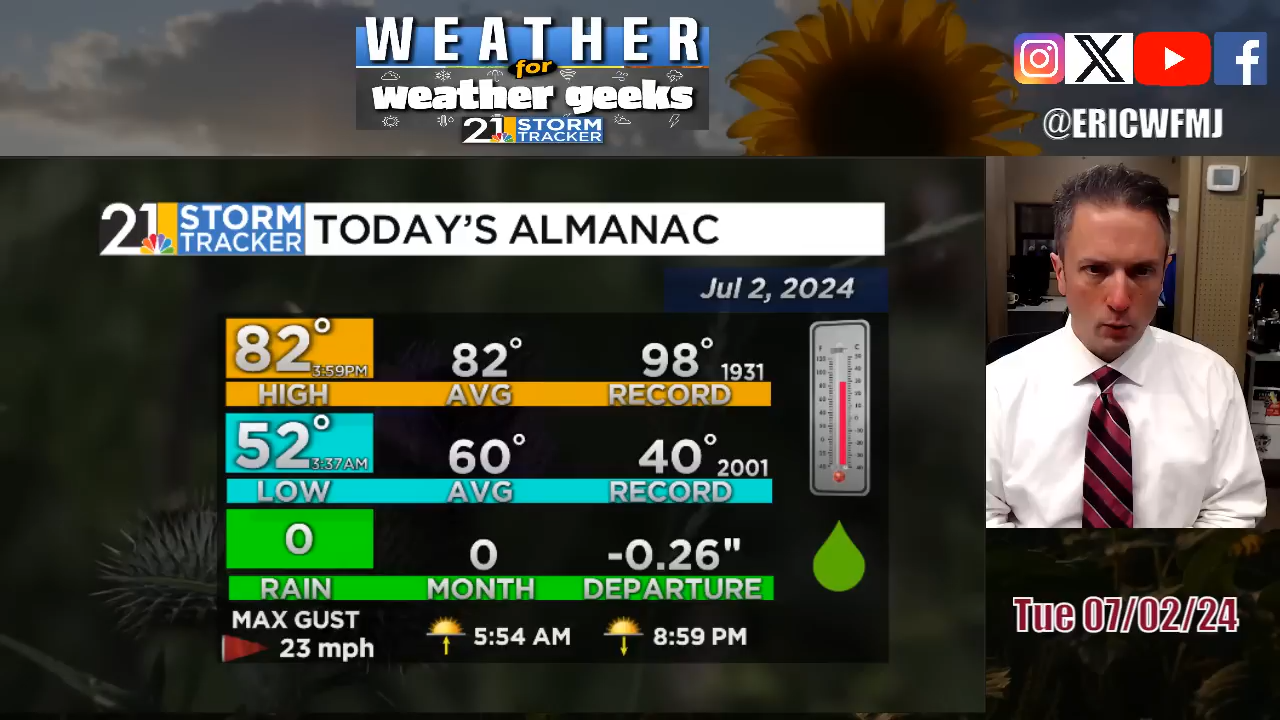 WEATHER
for
weather geeks
21 STORM TRACKER
@ERICWFMJ
21 STORM TRACKER TODAY'S ALMANAC
Jul 2, 2024
82° 3:59PM 82° 98° 1931
HIGH AVG RECORD
52° 3:37AM 60° 40° 2001
LOW AVG RECORD
0 0 -0.26"
RAIN MONTH DEPARTURE
MAX GUST
23 mph 5:54 AM 8:59 PM
F C
Tue 07/02/24